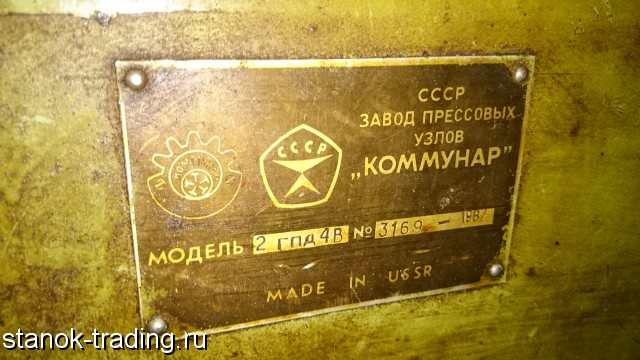 СССР
ЗАВОД ПРЕССОВЫХ
УЗЛОВ
„КОММУНАР"
СССР
МОДЕЛЬ 2 ГПД 4В № 3169 – 1987
MADE IN USSR
stanok-trading.ru